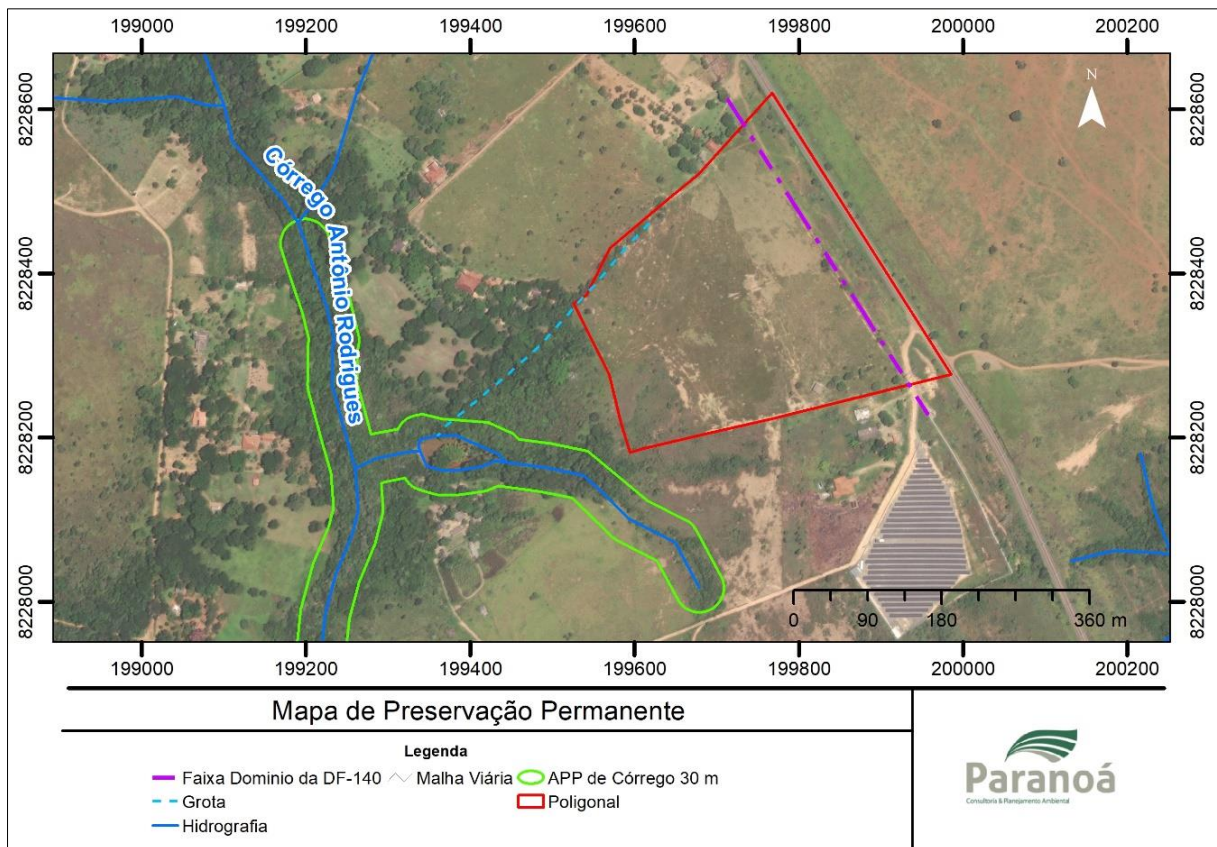 199000 199200 199400 199600 199800 200000 200200
8228600 8228600
N
Córrego Antônio Rodrigues
8228400 8228400
8228200 8228200
8228000 8228000
0 90 180 360 m
199000 199200 199400 199600 199800 200000 200200
Mapa de Preservação Permanente
Legenda
Faixa Dominio da DF-140 Malha Viária APP de Córrego 30 m
Grota Poligonal
Hidrografia
Paranoá
Consultoria & Planejamento Ambiental